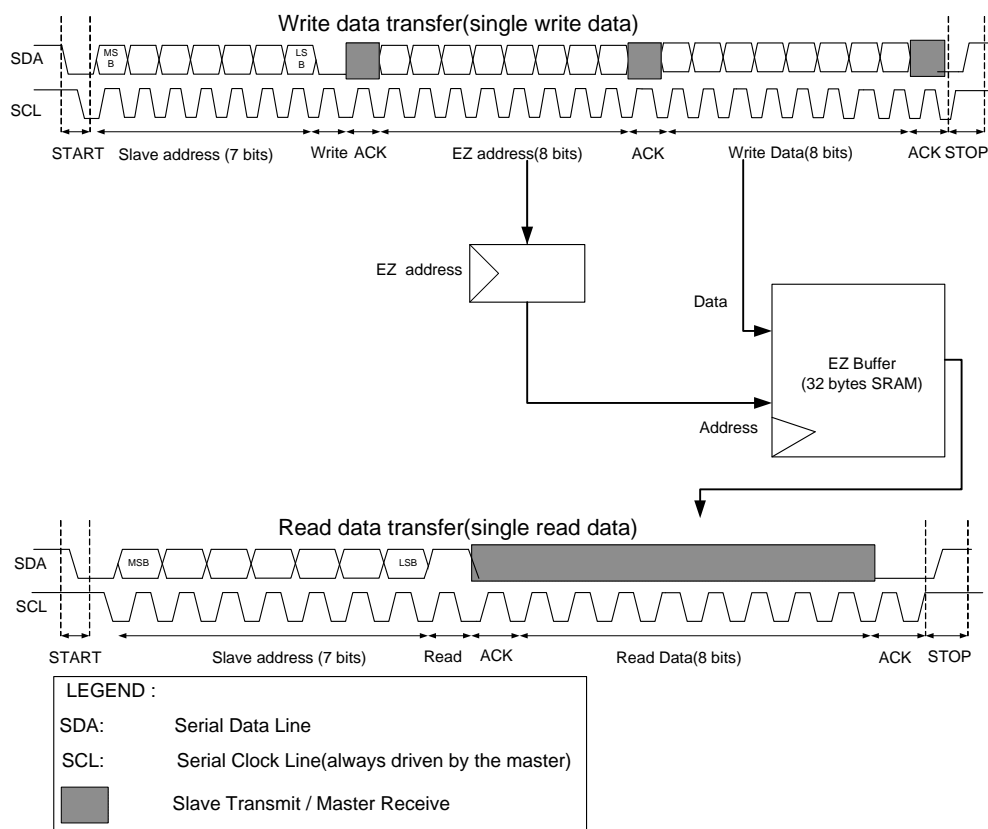 Write data transfer(single write data)
SDA
MS
B
LS
B
SCL
START Slave address (7 bits) Write ACK EZ address(8 bits) ACK Write Data(8 bits) ACK STOP
EZ address
Data
EZ Buffer
(32 bytes SRAM)
Address
Read data transfer(single read data)
SDA
MSB LSB
SCL
START Slave address (7 bits) Read ACK Read Data(8 bits) ACK STOP
LEGEND :
SDA: Serial Data Line
SCL: Serial Clock Line(always driven by the master)
Slave Transmit / Master Receive